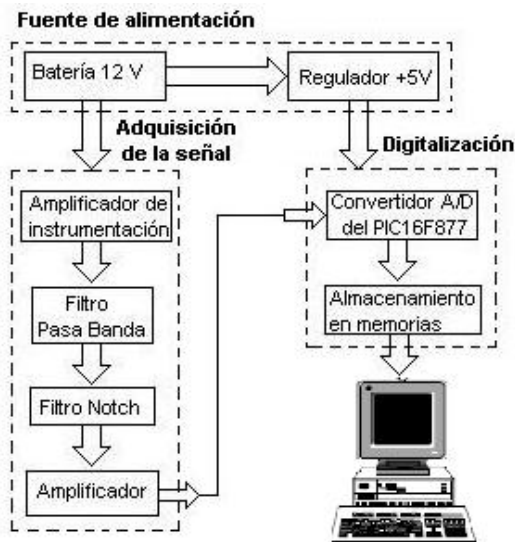 Fuente de alimentación
Batería 12 V
Regulador +5V
Adquisición
de la señal
Amplificador de
instrumentación
Filtro
Pasa Banda
Filtro Notch
Amplificador
Digitalización
Convertidor A/D
del PIC16F877
Almacenamiento
en memorias